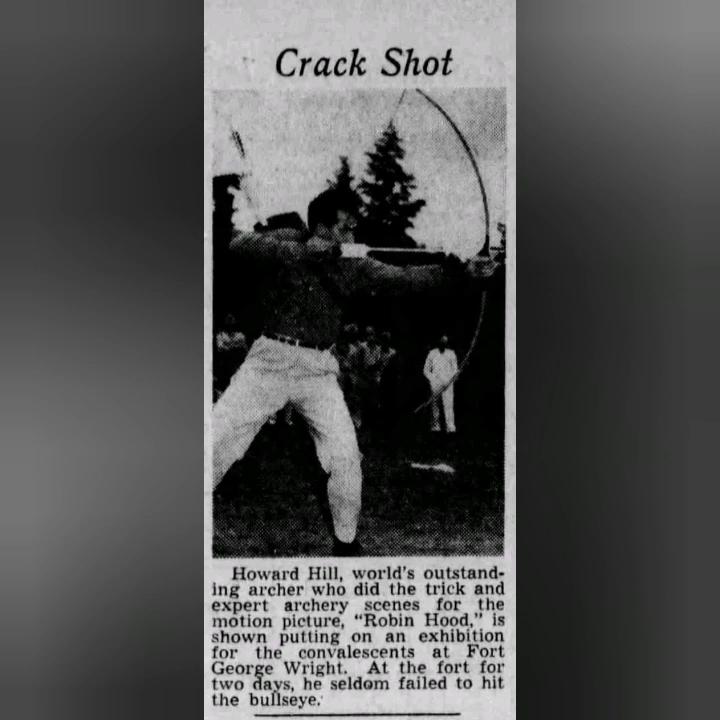 Crack Shot
Howard Hill, world's outstand-
ing archer who did the trick and
expert archery scenes for the
motion picture, "Robin Hood," is
shown putting on an exhibition
for the convalescents at Fort
George Wright. At the fort for
two days, he seldom failed to hit
the bullseye.